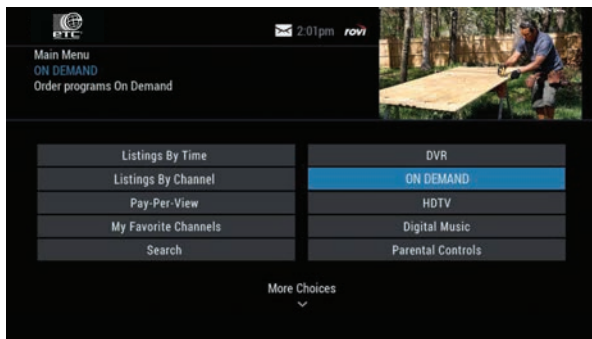 etc
2:01pm rovi
Main Menu
ON DEMAND
Order programs On Demand
Listings By Time
DVR
Listings By Channel
ON DEMAND
Pay-Per-View
HDTV
My Favorite Channels
Digital Music
Search
Parental Controls
More Choices